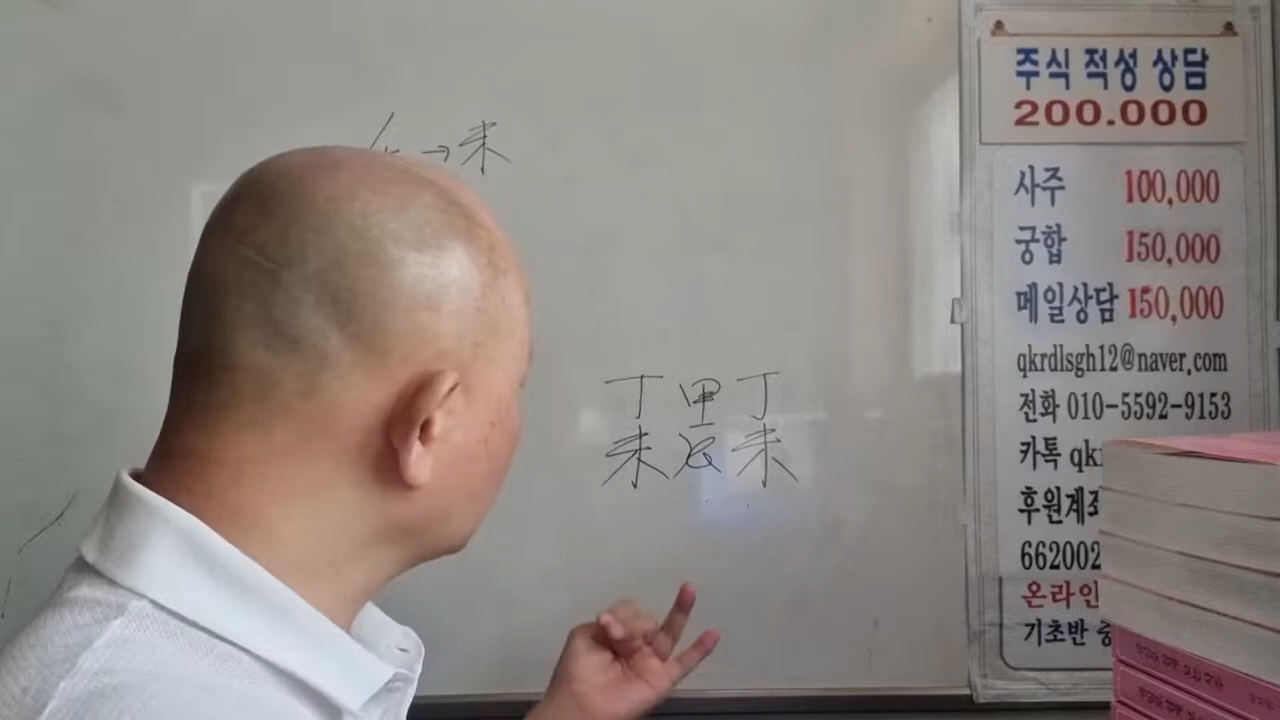 →未
丁甲丁
未辰未
주식 적성 상담
200.000
사주 100,000
궁합 150,000
메일상담 150,000
qkrdlsgh12@naver.com
전화 010-5592-9153
카톡
후원계좌
662002
온라인
기초반